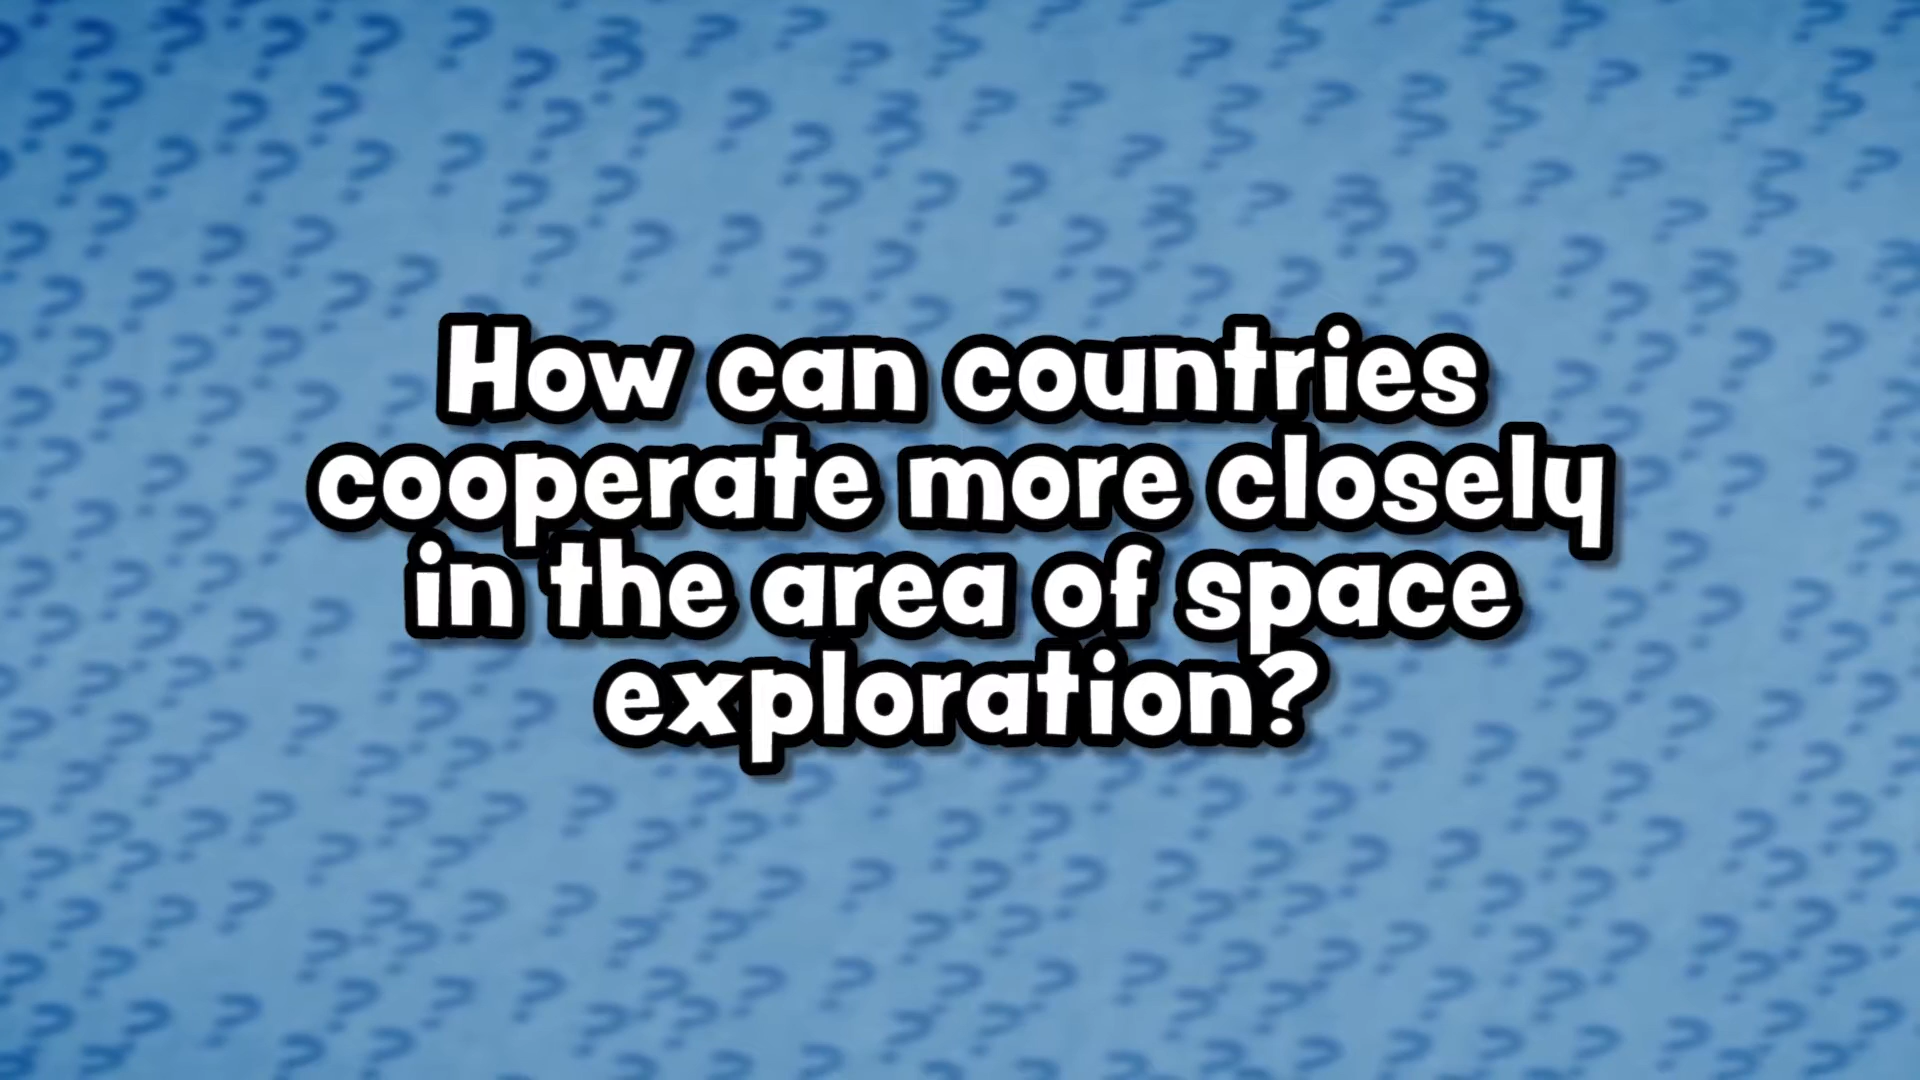 How can countries
cooperate more closely
in the area of space
exploration?